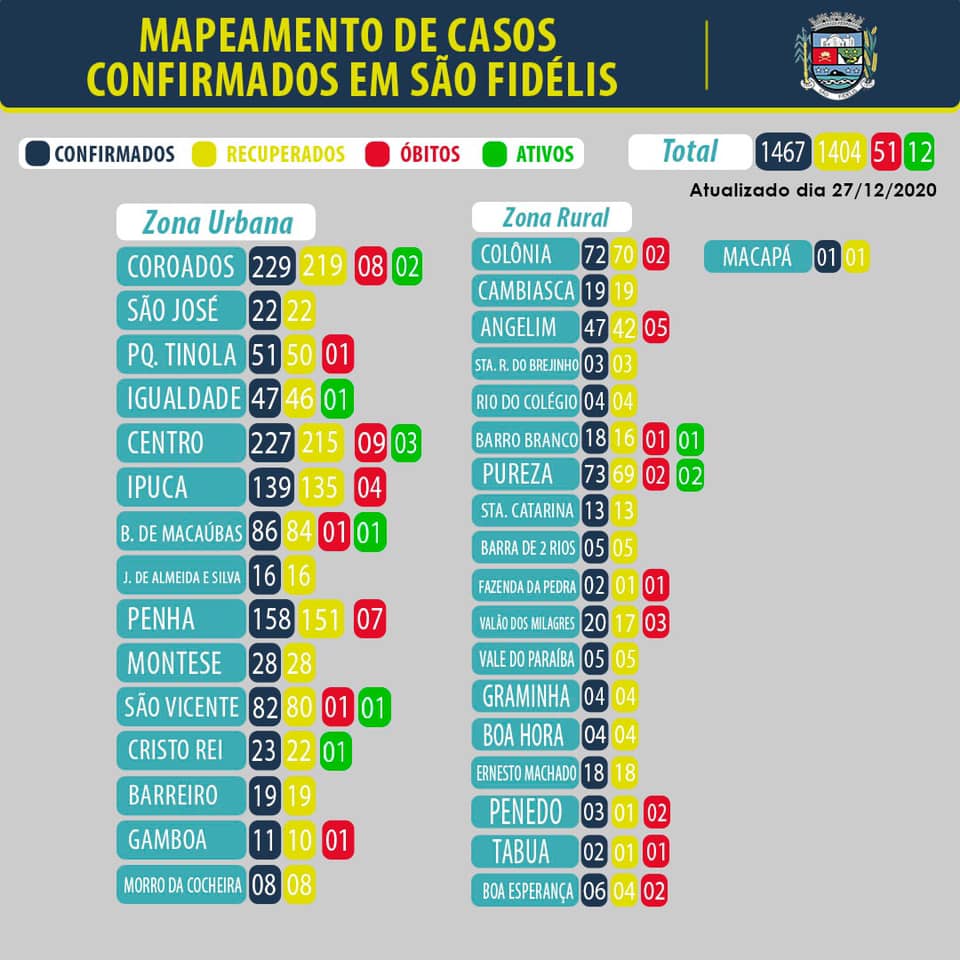 MAPEAMENTO DE CASOS
CONFIRMADOS EM SÃO FIDÉLIS
CONFIRMADOS RECUPERADOS ÓBITOS ATIVOS
Total 1467 1404 51 12
Atualizado dia 27/12/2020
Zona Urbana
COROADOS 229 219 08 02
SÃO JOSÉ 22 22
PQ. TINOLA 51 50 01
IGUALDADE 47 46 01
CENTRO 227 215 09 03
IPUCA 139 135 04
B. DE MACAÚBAS 86 84 01 01
J. DE ALMEIDA E SILVA 16 16
PENHA 158 151 07
MONTESE 28 28
SÃO VICENTE 82 80 01 01
CRISTO REI 23 22 01
BARREIRO 19 19
GAMBOA 11 10 01
MORRO DA COCHEIRA 08 08
Zona Rural
COLÔNIA 72 70 02
CAMBIASCA 19 19
ANGELIM 47 42 05
STA. R. DO BREJINHO 03 03
RIO DO COLÉGIO 04 04
BARRO BRANCO 18 16 01 01
PUREZA 73 69 02 02
STA. CATARINA 13 13
BARRA DE 2 RIOS 05 05
FAZENDA DA PEDRA 02 01 01
VALÃO DOS MILAGRES 20 17 03
VALE DO PARAÍBA 05 05
GRAMINHA 04 04
BOA HORA 04 04
ERNESTO MACHADO 18 18
PENEDO 03 01 02
TABUA 02 01 01
BOA ESPERANÇA 06 04 02
MACAPÁ 01 01